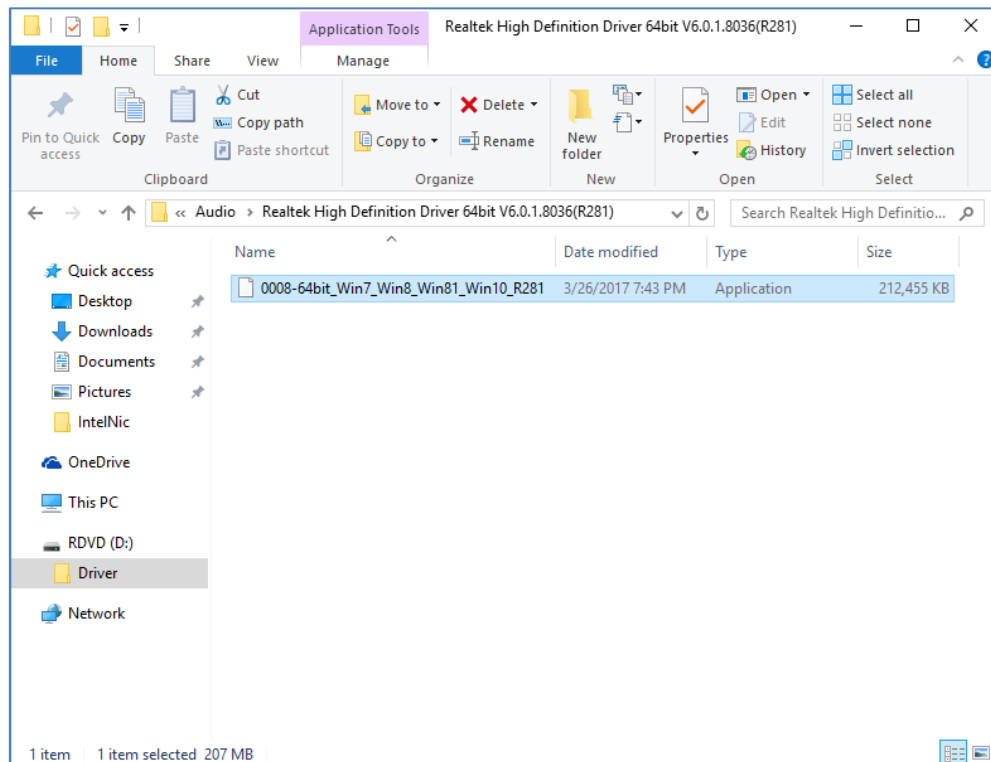 Application Tools
Realtek High Definition Driver 64bit V6.0.1.8036(R281)
File Home Share View Manage
Pin to Quick access
Copy
Paste
Cut
Copy path
Paste shortcut
Clipboard
Move to
Copy to
Delete
Rename
Organize
New folder
New
Properties
Open
Edit
History
Open
Select all
Select none
Invert selection
Select
« Audio > Realtek High Definition Driver 64bit V6.0.1.8036(R281)
Search Realtek High Definitio...
Name Date modified Type Size
0008-64bit_Win7_Win8_Win81_Win10_R281 3/26/2017 7:43 PM Application 212,455 KB
Quick access
Desktop
Downloads
Documents
Pictures
IntelNic
OneDrive
This PC
RDVD (D:)
Driver
Network
1 item 1 item selected 207 MB